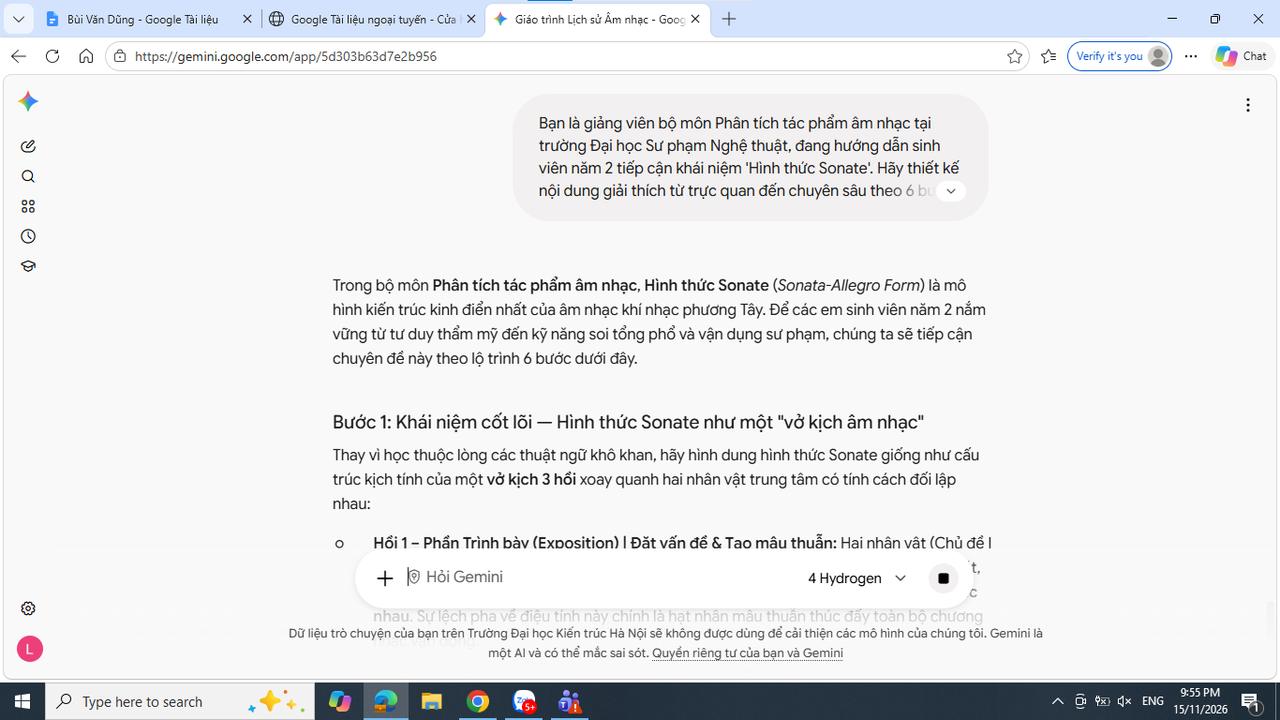 Bùi Văn Dũng - Google Tài liệu
Google Tài liệu ngoại tuyến - Cửa
Giáo trình Lịch sử Âm nhạc - Goog
https://gemini.google.com/app/5d303b63d7e2b956
Verify it's you
Chat
Bạn là giảng viên bộ môn Phân tích tác phẩm âm nhạc tại
trường Đại học Sư phạm Nghệ thuật, đang hướng dẫn sinh
viên năm 2 tiếp cận khái niệm 'Hình thức Sonate'. Hãy thiết kế
nội dung giải thích từ trực quan đến chuyên sâu theo 6
Trong bộ môn Phân tích tác phẩm âm nhạc, Hình thức Sonate (Sonata-Allegro Form) là mô
hình kiến trúc kinh điển nhất của âm nhạc khí nhạc phương Tây. Để các em sinh viên năm 2 nắm
vững từ tư duy thẩm mỹ đến kỹ năng soi tổng phổ và vận dụng sư phạm, chúng ta sẽ tiếp cận
chuyên đề này theo lộ trình 6 bước dưới đây.
Bước 1: Khái niệm cốt lõi — Hình thức Sonate như một "vở kịch âm nhạc"
Thay vì học thuộc lòng các thuật ngữ khô khan, hãy hình dung hình thức Sonate giống như cấu
trúc kịch tính của một vở kịch 3 hồi xoay quanh hai nhân vật trung tâm có tính cách đối lập
nhau:
Hồi 1 – Phần Trình bày (Exposition) | Đặt vấn đề & Tạo mâu thuẫn: Hai nhân vật (Chủ đề I
Hỏi Gemini
4 Hydrogen
nhau. Sự lệch pha về điệu tính này chính là hạt nhân mâu thuẫn thúc đẩy toàn bộ chương
Dữ liệu trò chuyện của bạn trên Trường Đại học Kiến trúc Hà Nội sẽ không được dùng để cải thiện các mô hình của chúng tôi. Gemini là
một AI và có thể mắc sai sót. Quyền riêng tư của bạn và Gemini
L
Type here to search
5+
ENG
9:55 PM
15/11/2026
1